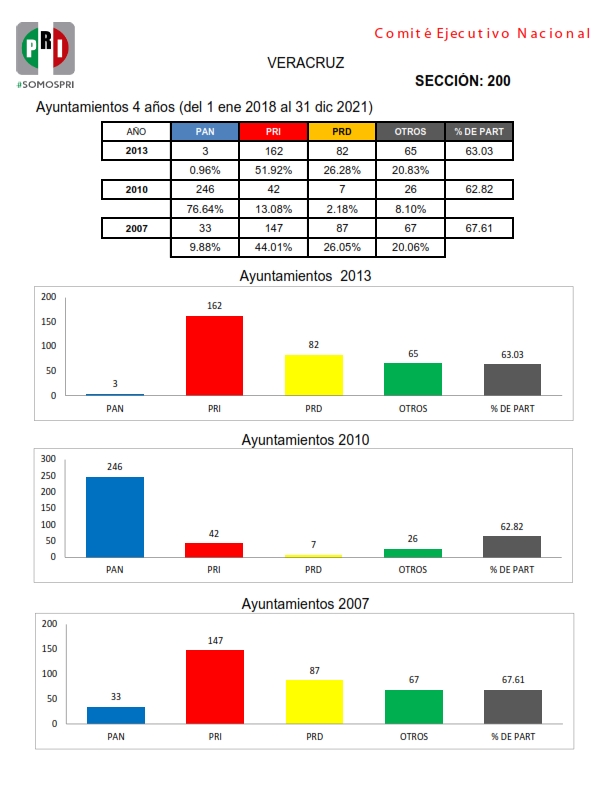 Comité Ejecutivo Nacional
PRI
#SOMOSPRI
VERACRUZ
SECCIÓN: 200
Ayuntamientos 4 años (del 1 ene 2018 al 31 dic 2021)
AÑO PAN PRI PRD OTROS % DE PART
2013 3 162 82 65 63.03
0.96% 51.92% 26.28% 20.83%
2010 246 42 7 26 62.82
76.64% 13.08% 2.18% 8.10%
2007 33 147 87 67 67.61
9.88% 44.01% 26.05% 20.06%
Ayuntamientos 2013
200
150
100
50
0
3 162 82 65 63.03
PAN PRI PRD OTROS % DE PART
Ayuntamientos 2010
300
250
200
150
100
50
0
246 42 7 26 62.82
PAN PRI PRD OTROS % DE PART
Ayuntamientos 2007
200
150
100
50
0
33 147 87 67 67.61
PAN PRI PRD OTROS % DE PART